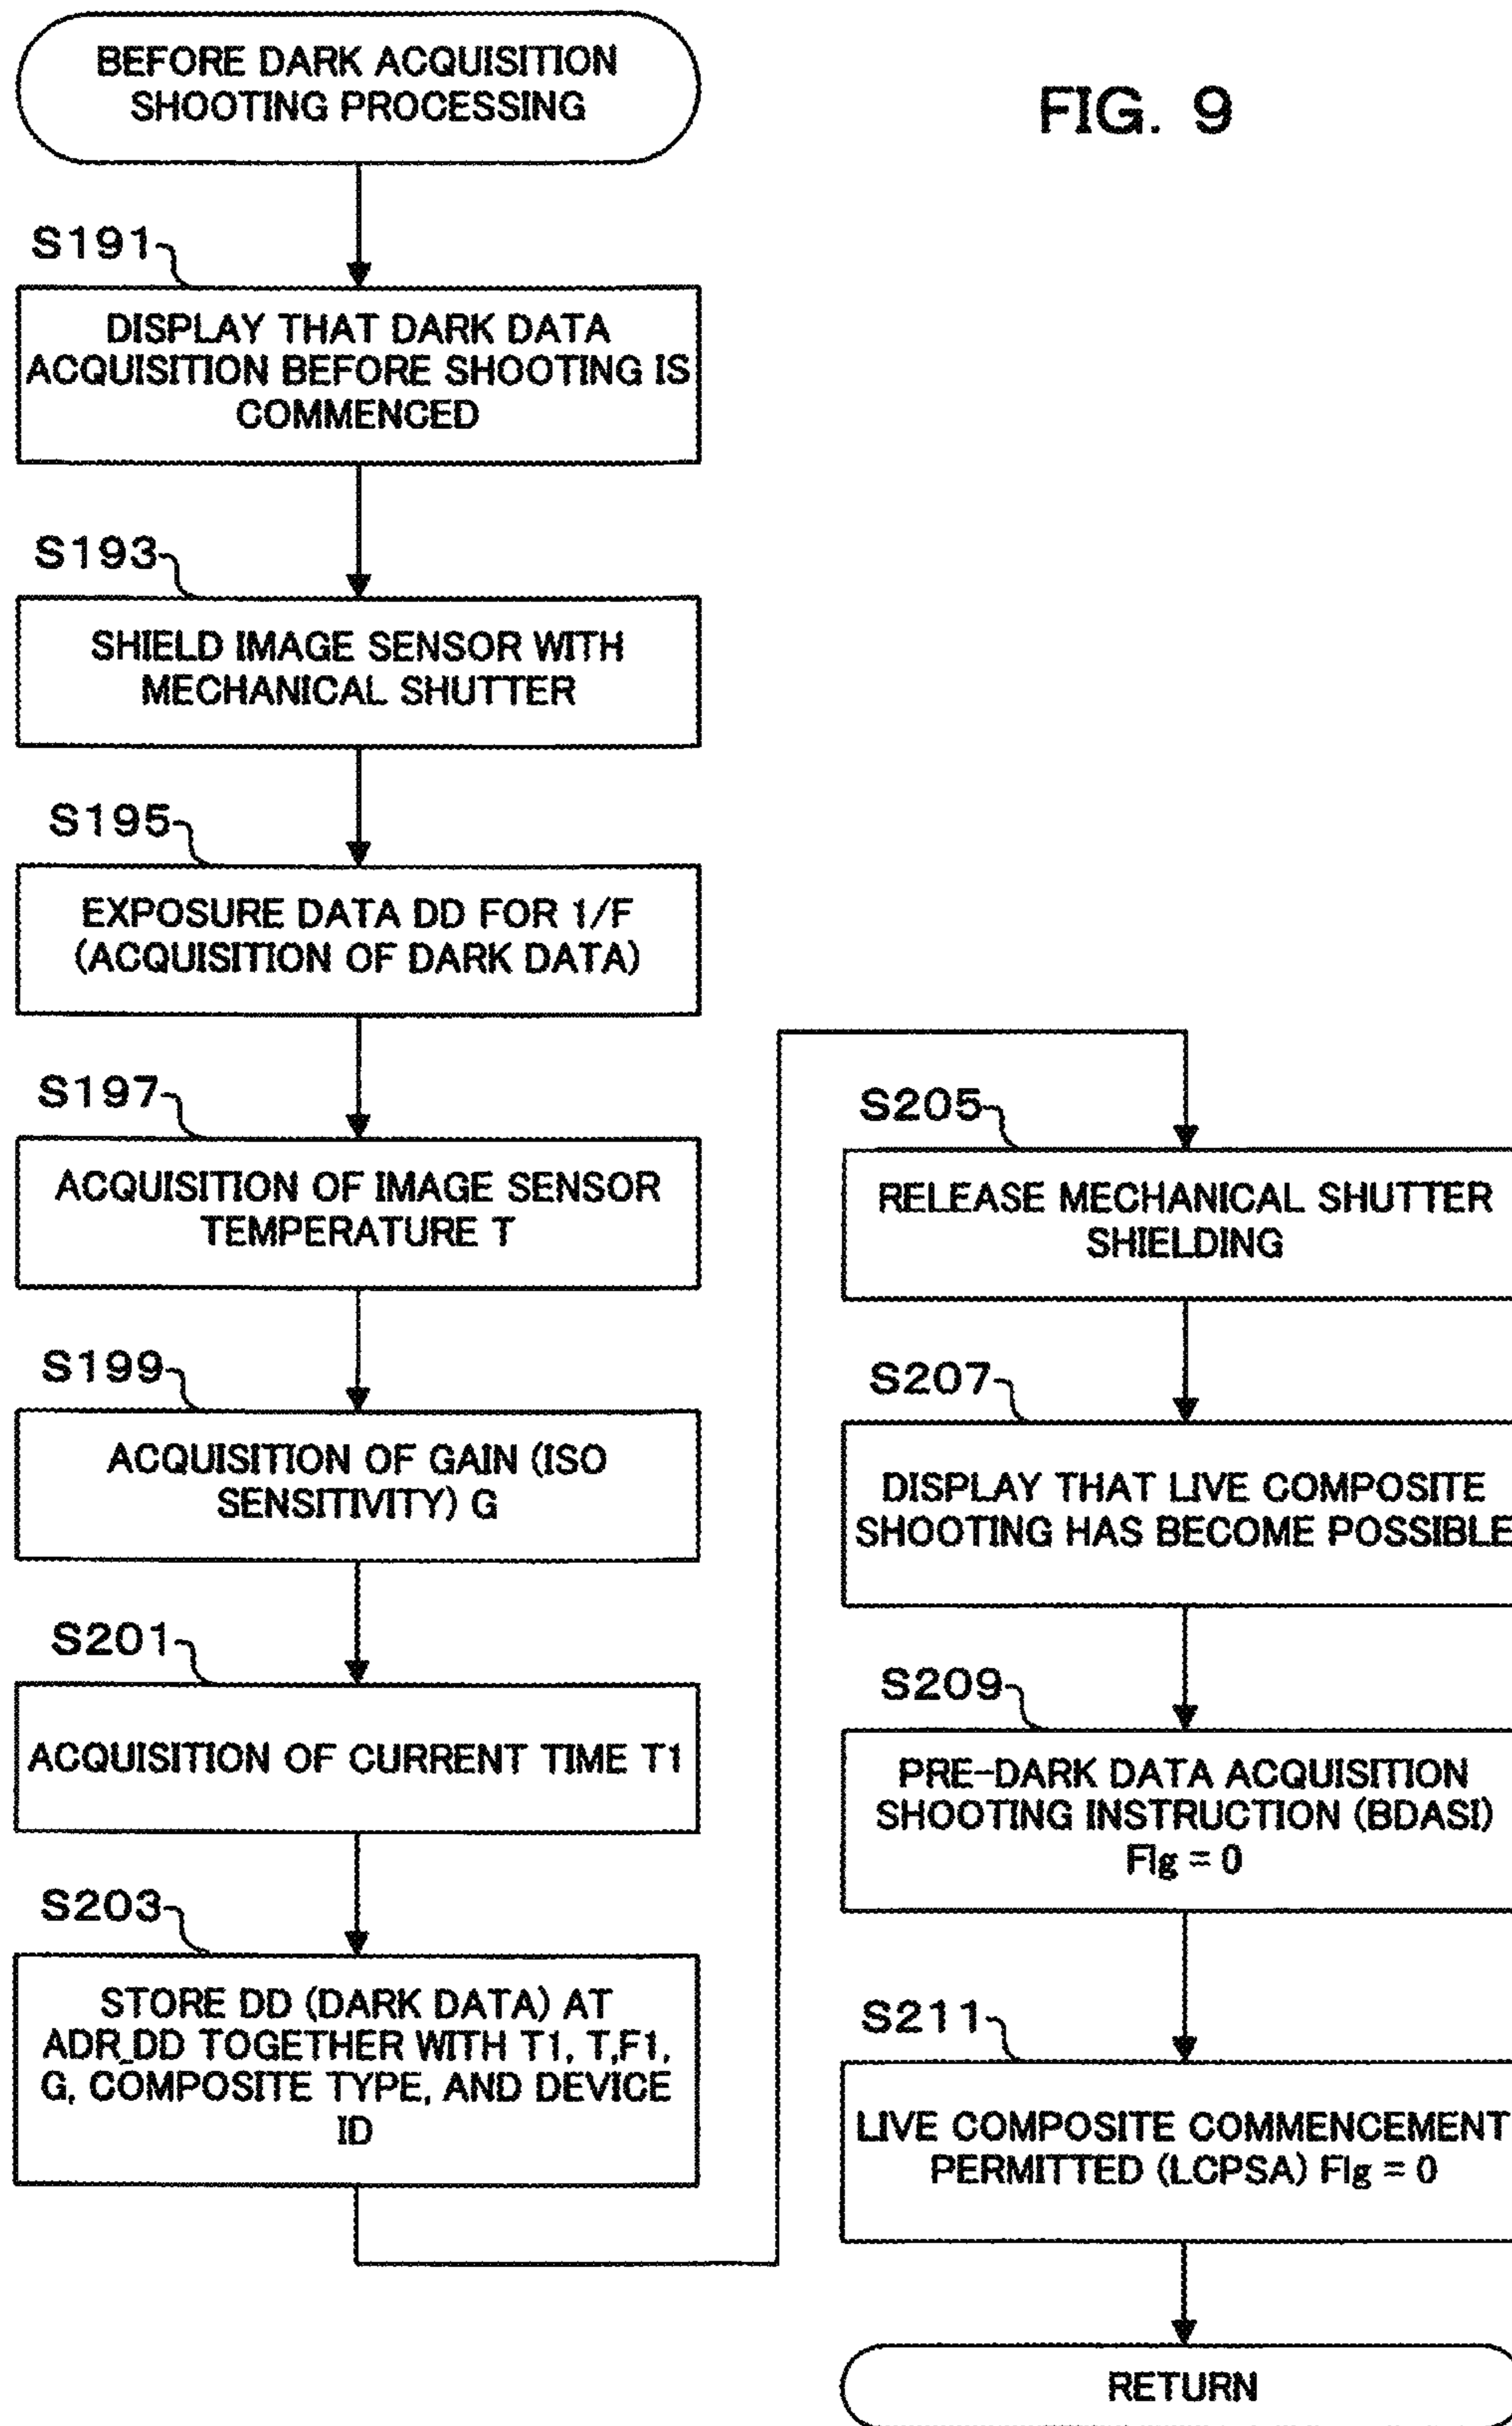 BEFORE DARK ACQUISITION
SHOOTING PROCESSING
FIG. 9
S191
DISPLAY THAT DARK DATA
ACQUISITION BEFORE SHOOTING IS
COMMENCED
S193
SHIELD IMAGE SENSOR WITH
MECHANICAL SHUTTER
S195
EXPOSURE DATA DD FOR 1/F
(ACQUISITION OF DARK DATA)
S197
ACQUISITION OF IMAGE SENSOR
TEMPERATURE T
S199
ACQUISITION OF GAIN (ISO
SENSITIVITY) G
S201
ACQUISITION OF CURRENT TIME T1
S203
STORE DD (DARK DATA) AT
ADR_DD TOGETHER WITH T1, T,F1,
G, COMPOSITE TYPE, AND DEVICE
ID
S205
RELEASE MECHANICAL SHUTTER
SHIELDING
S207
DISPLAY THAT LIVE COMPOSITE
SHOOTING HAS BECOME POSSIBLE
S209
PRE-DARK DATA ACQUISITION
SHOOTING INSTRUCTION (BDASI)
Flg = 0
S211
LIVE COMPOSITE COMMENCEMENT
PERMITTED (LCPSA) Flg = 0
RETURN